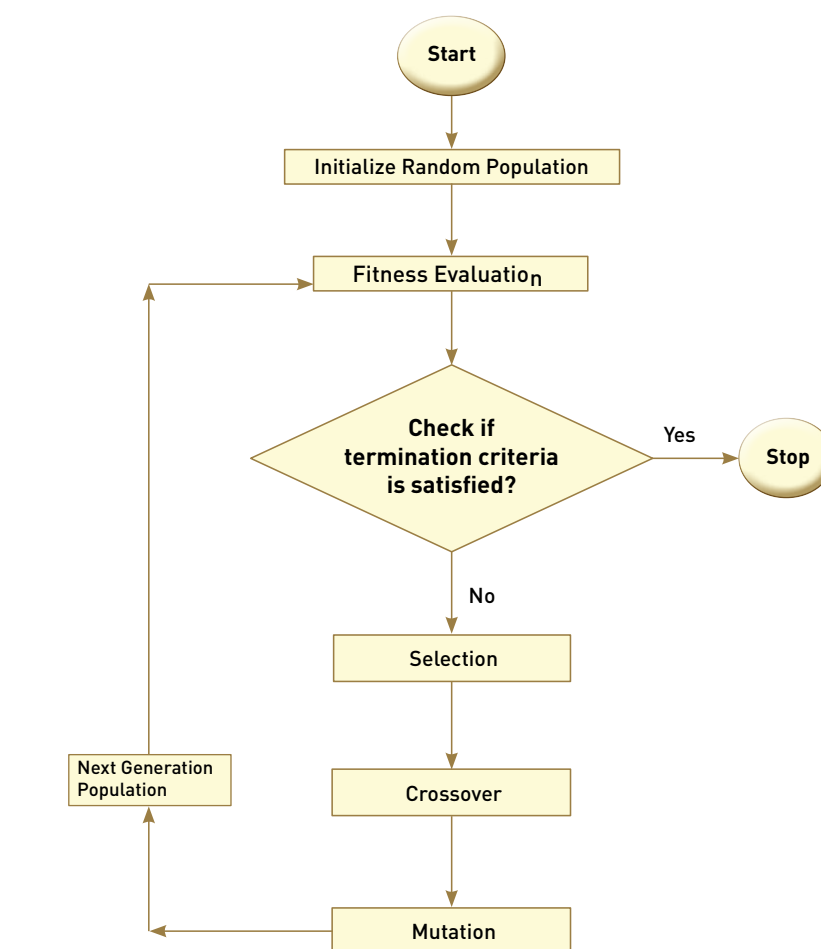 Start
Initialize Random Population
Fitness Evaluation
Check if
termination criteria
is satisfied?
Yes
Stop
No
Selection
Crossover
Mutation
Next Generation
Population